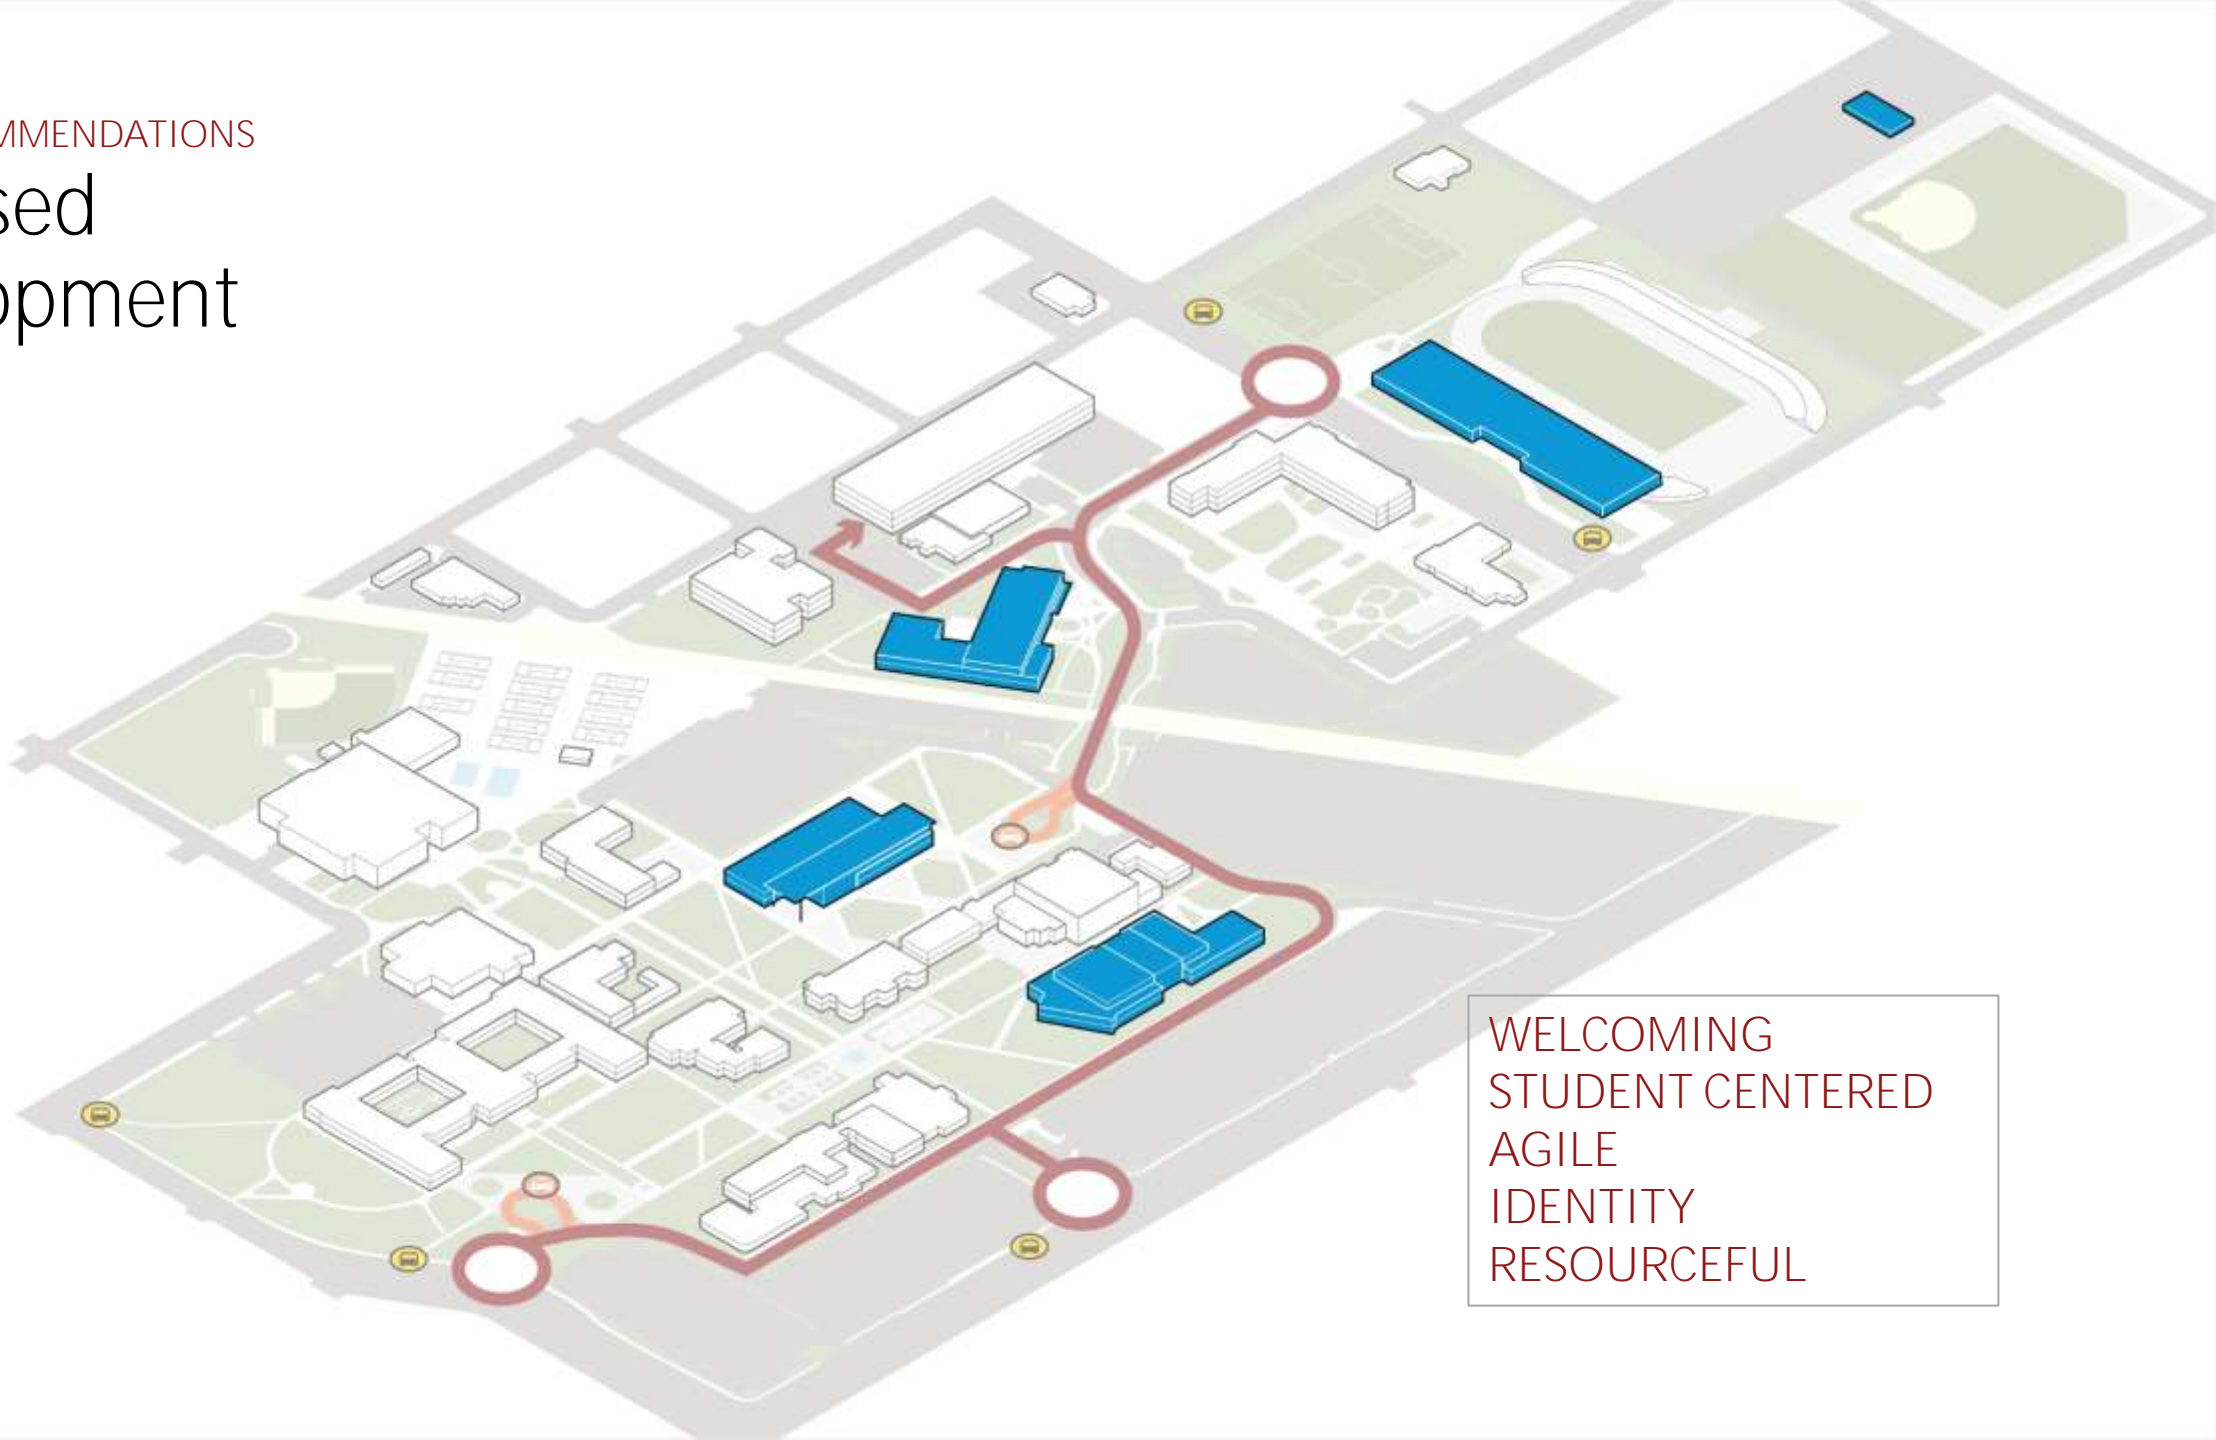 MMENDATIONS
sed
opment
WELCOMING
STUDENT CENTERED
AGILE
IDENTITY
RESOURCEFUL